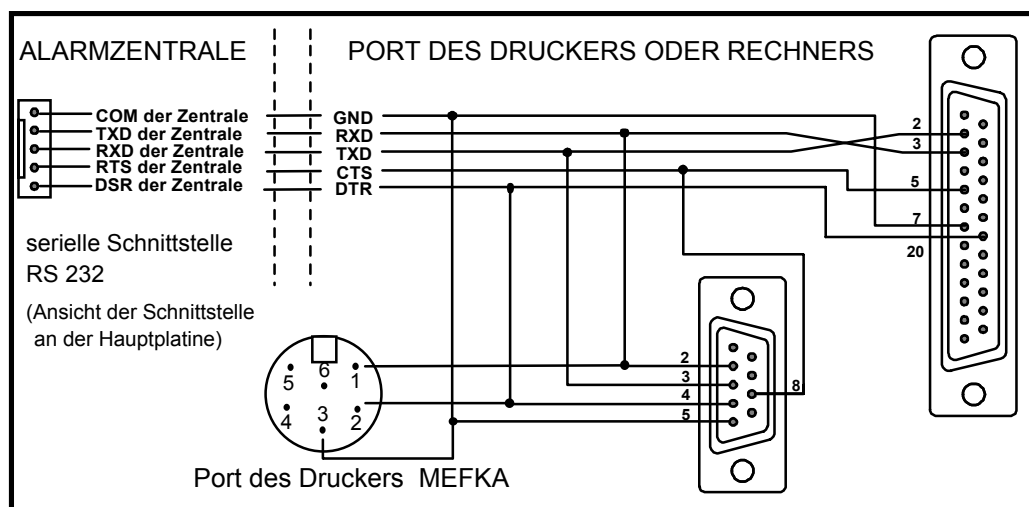 ALARMZENTRALE
PORT DES DRUCKERS ODER RECHNERS
COM der Zentrale
TXD der Zentrale
RXD der Zentrale
RTS der Zentrale
DSR der Zentrale
GND
RXD
TXD
CTS
DTR
2
3
5
7
20
serielle Schnittstelle
RS 232
(Ansicht der Schnittstelle
an der Hauptplatine)
5
6
1
4
3
2
2
3
4
5
8
Port des Druckers MEFKA